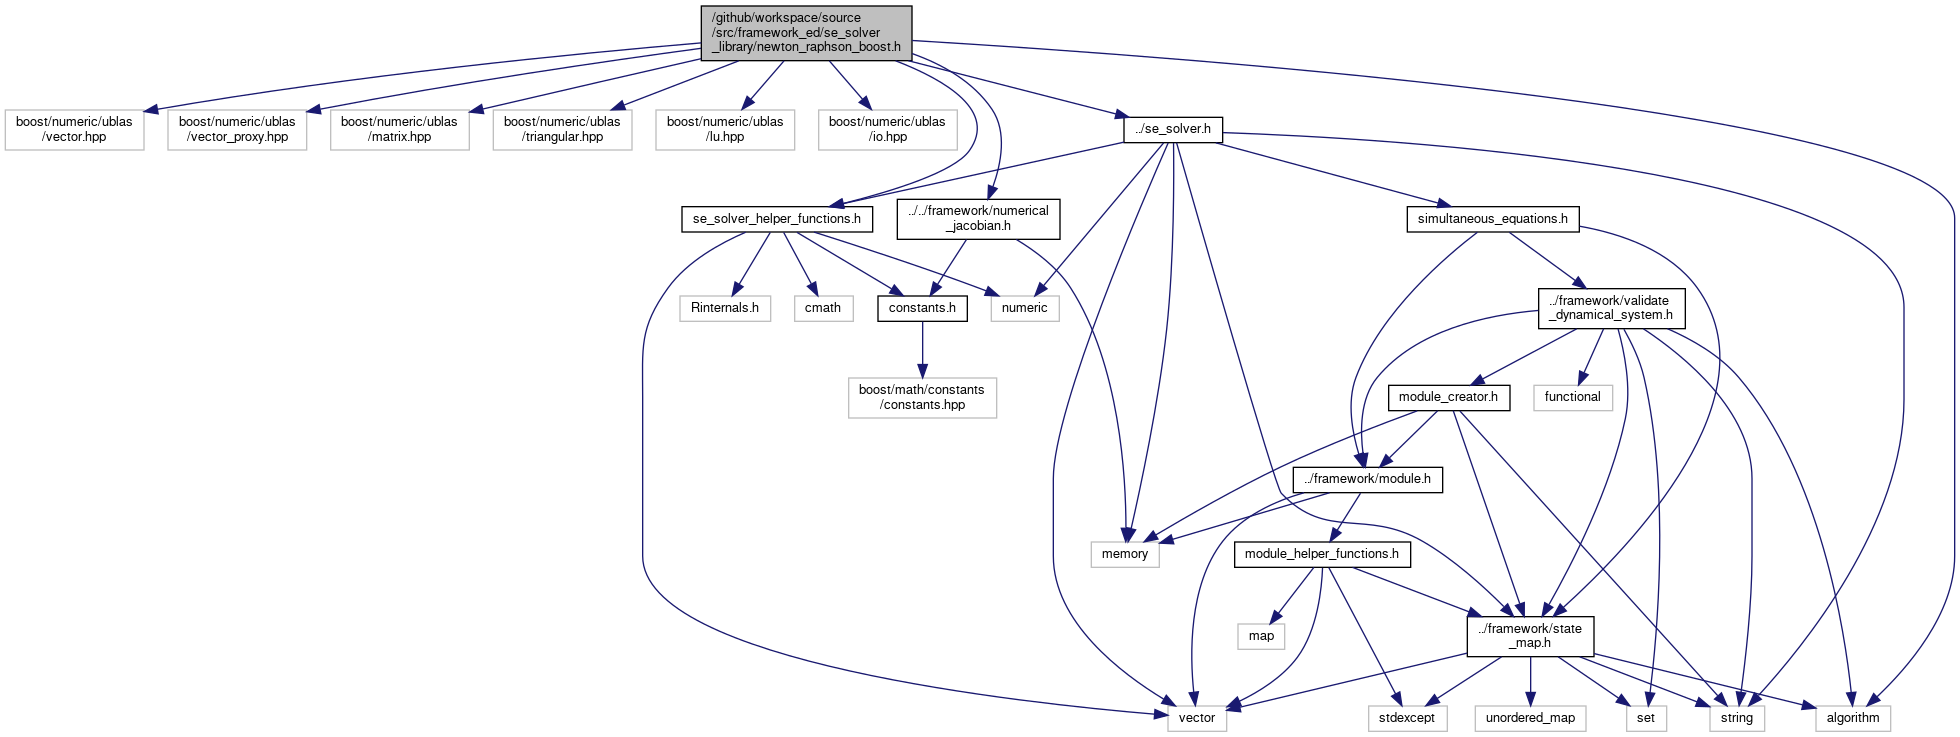 /github/workspace/source
/src/framework_ed/se_solver
_library/newton_raphson_boost.h
boost/numeric/ublas
/vector.hpp
boost/numeric/ublas
/vector_proxy.hpp
boost/numeric/ublas
/matrix.hpp
boost/numeric/ublas
/triangular.hpp
boost/numeric/ublas
/lu.hpp
boost/numeric/ublas
/io.hpp
../se_solver.h
se_solver_helper_functions.h
../../framework/numerical
_jacobian.h
simultaneous_equations.h
Rinternals.h
cmath
constants.h
numeric
../framework/validate
_dynamical_system.h
boost/math/constants
/constants.hpp
module_creator.h
functional
../framework/module.h
memory
module_helper_functions.h
map
../framework/state
_map.h
vector
stdexcept
unordered_map
set
string
algorithm